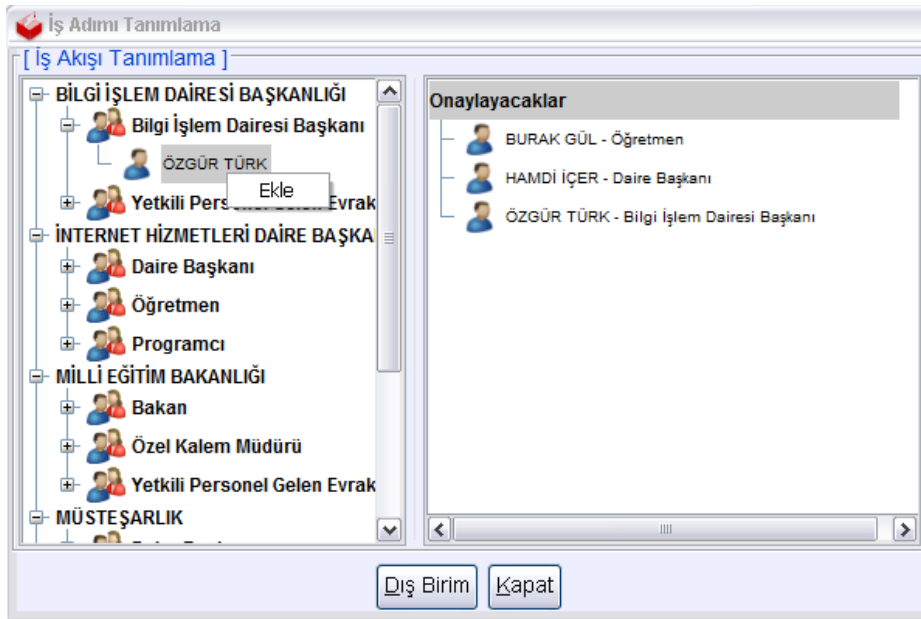 İş Adımı Tanımlama
[ İş Akışı Tanımlama ]
BİLGİ İŞLEM DAİRESİ BAŞKANLIĞI
Bilgi İşlem Dairesi Başkanı
ÖZGÜR TÜRK
Ekle
Yetkili Gelen Evrak
İNTERNET HİZMETLERİ DAİRE BAŞKA
Daire Başkanı
Öğretmen
Programcı
MİLLİ EĞİTİM BAKANLIĞI
Bakan
Özel Kalem Müdürü
Yetkili Personel Gelen Evrak
MÜSTEŞARLIK
Onaylayacaklar
BURAK GÜL - Öğretmen
HAMDİ İÇER - Daire Başkanı
ÖZGÜR TÜRK - Bilgi İşlem Dairesi Başkanı
Dış Birim
Kapat